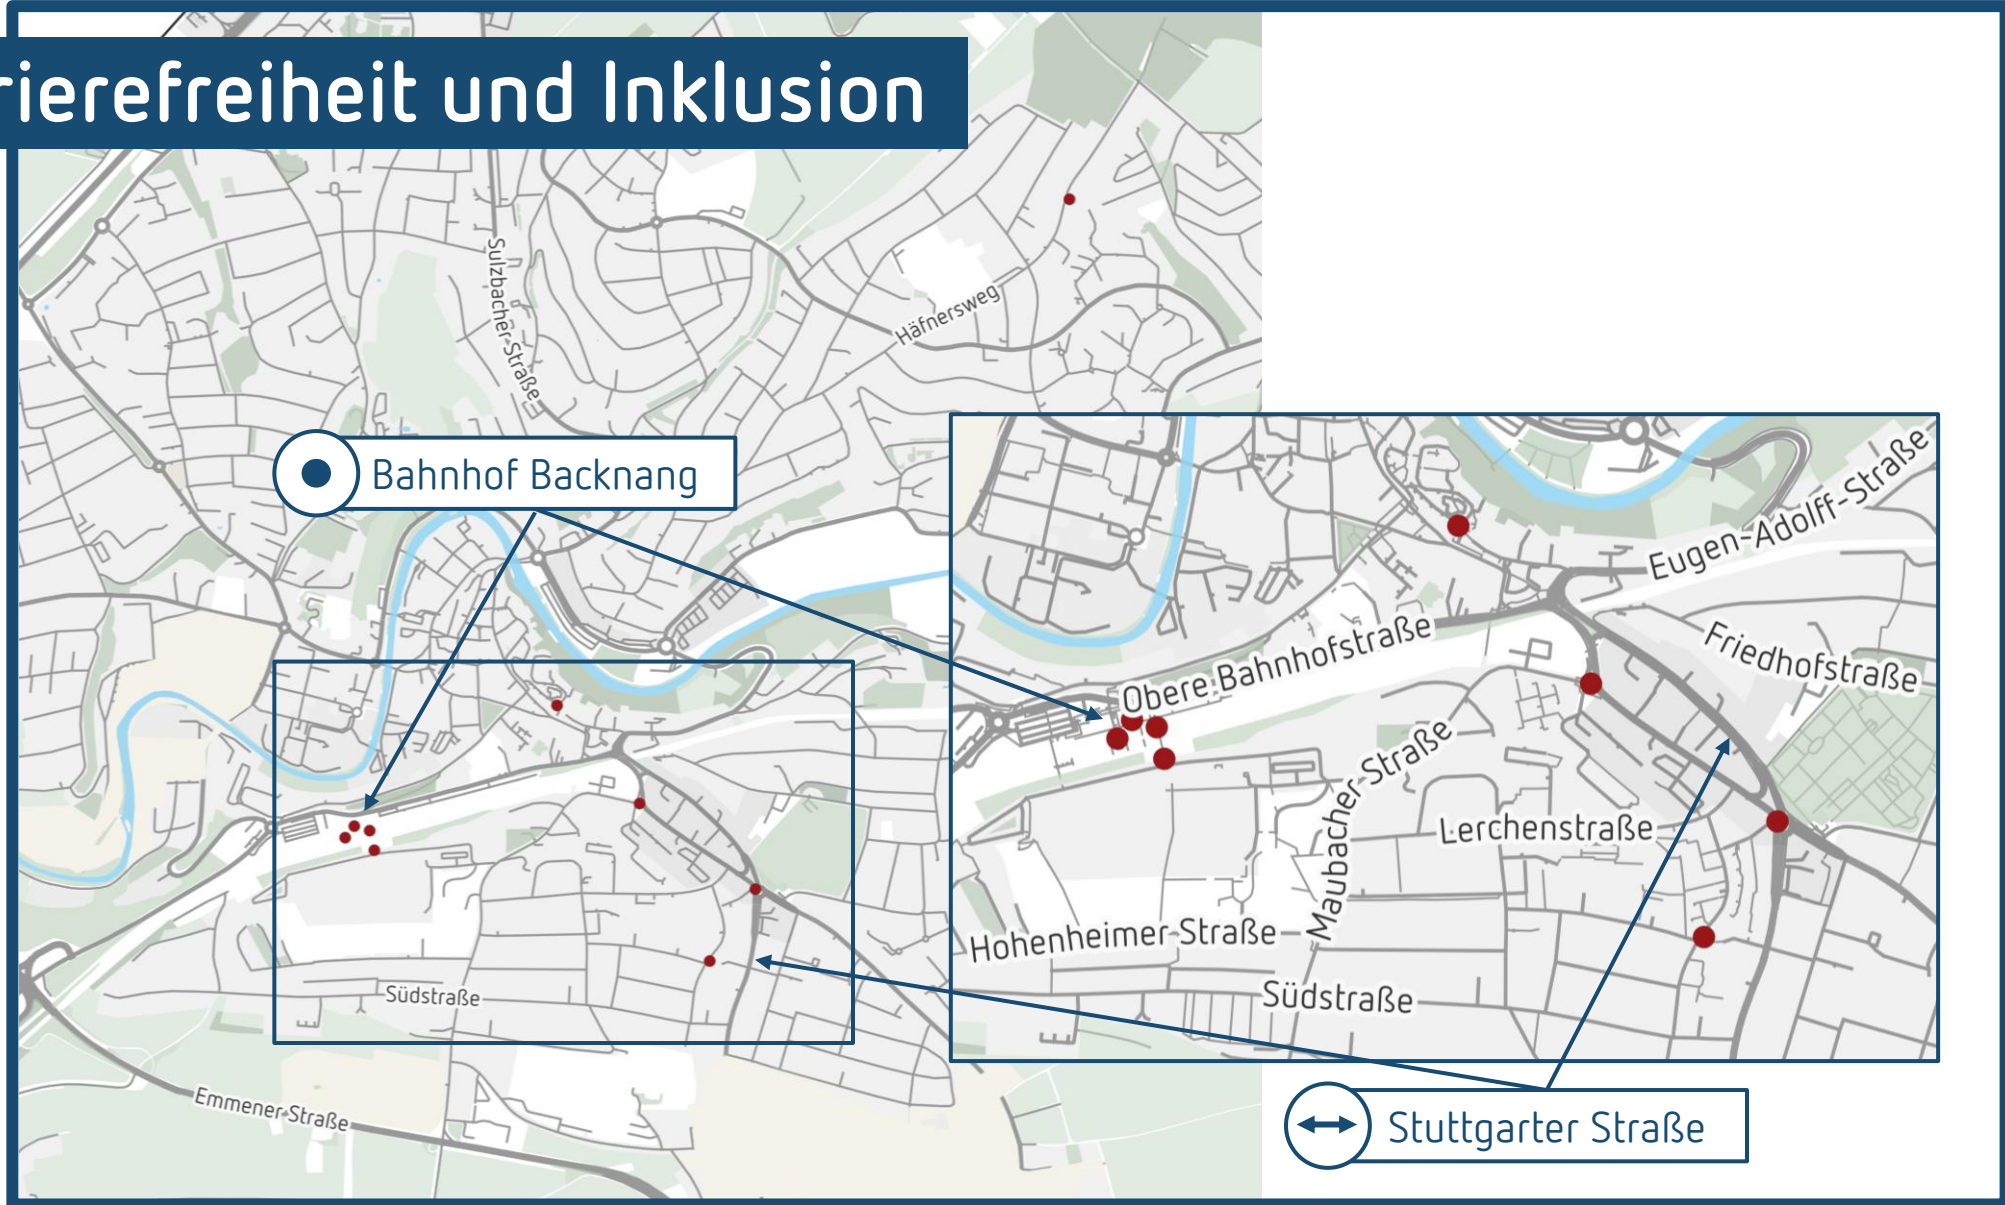 rierefreiheit und Inklusion
Sulzbacher Straße
Häfnersweg
Bahnhof Backnang
Eugen-Adolff-Straße
Friedhofstraße
Obere Bahnhofstraße
Maubacher Straße
Lerchenstraße
Hohenheimer Straße
Südstraße
Südstraße
Emmener Straße
Stuttgarter Straße